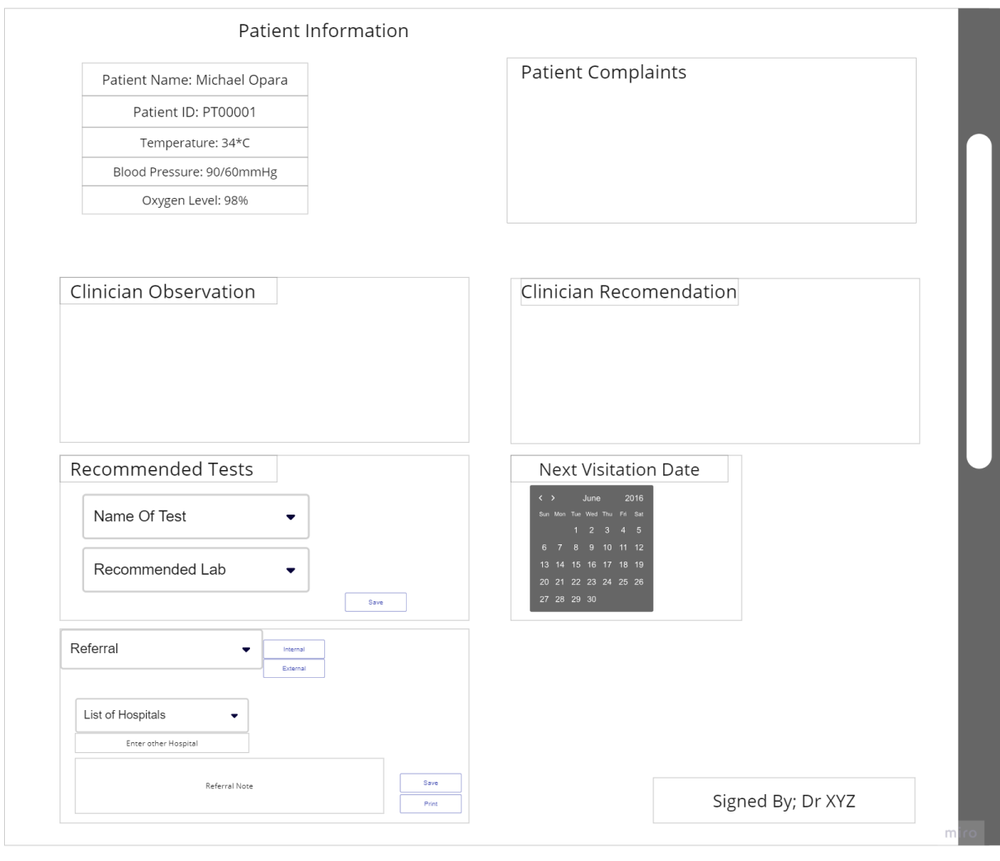 Patient Information
Patient Name: Michael Opara
Patient ID: PT00001
Temperature: 34*C
Blood Pressure: 90/60mmHg
Oxygen Level: 98%
Patient Complaints
Clinician Observation
Clinician Recomendation
Recommended Tests
Name Of Test
Recommended Lab
Save
Next Visitation Date
June 2016
Sun Mon Tue Wed Thu Fri Sat
1 2 3 4 5
6 7 8 9 10 11 12
13 14 15 16 17 18 19
20 21 22 23 24 25 26
27 28 29 30
Referral
Internal
External
List of Hospitals
Enter other Hospital
Referral Note
Save
Print
Signed By; Dr XYZ
miro